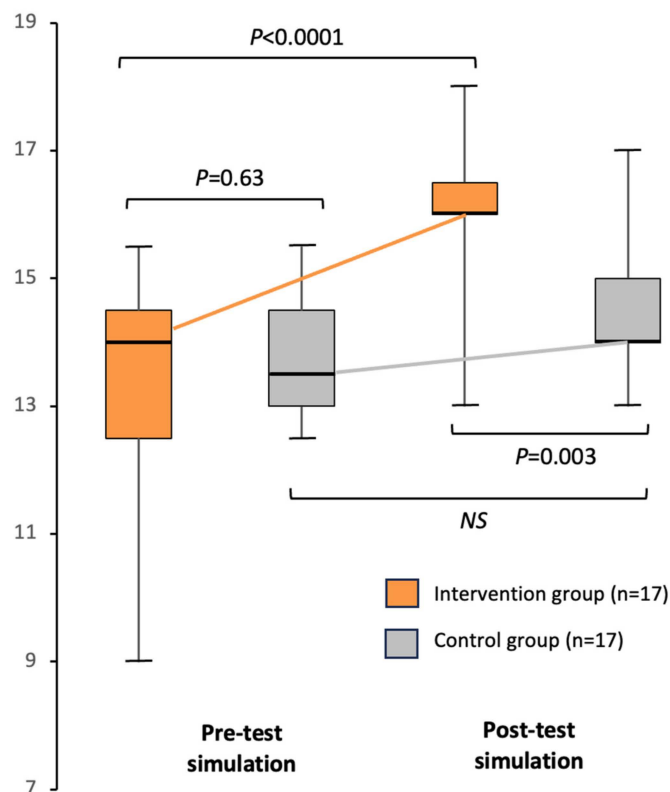 19
P<0.0001
17
P=0.63
15
13
P=0.003
NS
11
Intervention group (n=17)
Control group (n=17)
9
Pre-test
simulation
Post-test
simulation
7